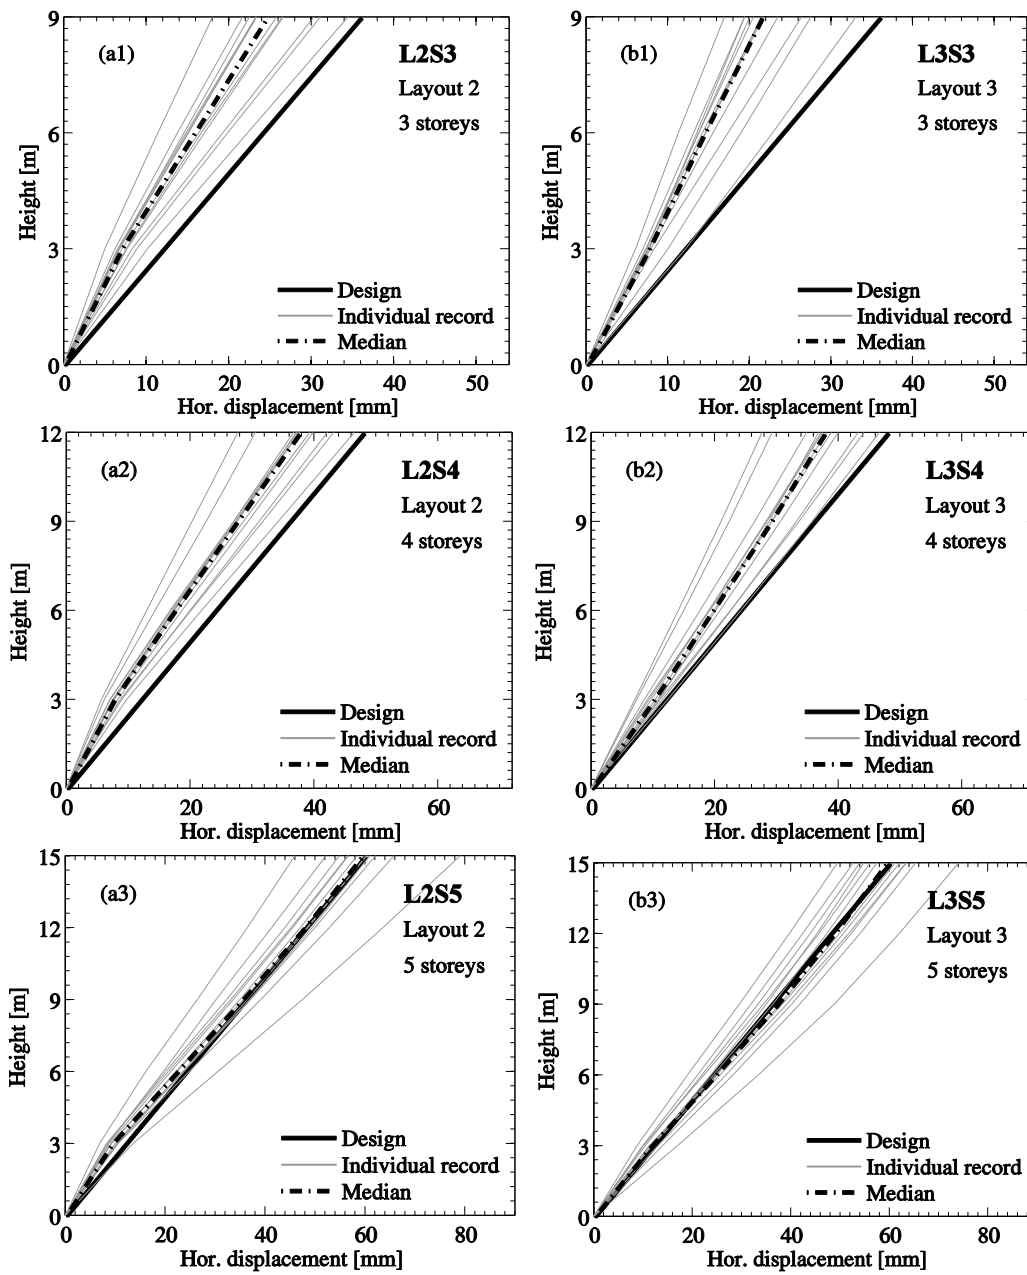 9
6
3
0
Height [m]
(a1)
L2S3
Layout 2
3 storeys
Design
Individual record
Median
0 10 20 30 40 50
Hor. displacement [mm]
9
6
3
0
Height [m]
(b1)
L3S3
Layout 3
3 storeys
Design
Individual record
Median
0 10 20 30 40 50
Hor. displacement [mm]
12
9
6
3
0
Height [m]
(a2)
L2S4
Layout 2
4 storeys
Design
Individual record
Median
0 20 40 60
Hor. displacement [mm]
12
9
6
3
0
Height [m]
(b2)
L3S4
Layout 3
4 storeys
Design
Individual record
Median
0 20 40 60
Hor. displacement [mm]
15
12
9
6
3
0
Height [m]
(a3)
L2S5
Layout 2
5 storeys
Design
Individual record
Median
0 20 40 60 80
Hor. displacement [mm]
15
12
9
6
3
0
Height [m]
(b3)
L3S5
Layout 3
5 storeys
Design
Individual record
Median
0 20 40 60 80
Hor. displacement [mm]